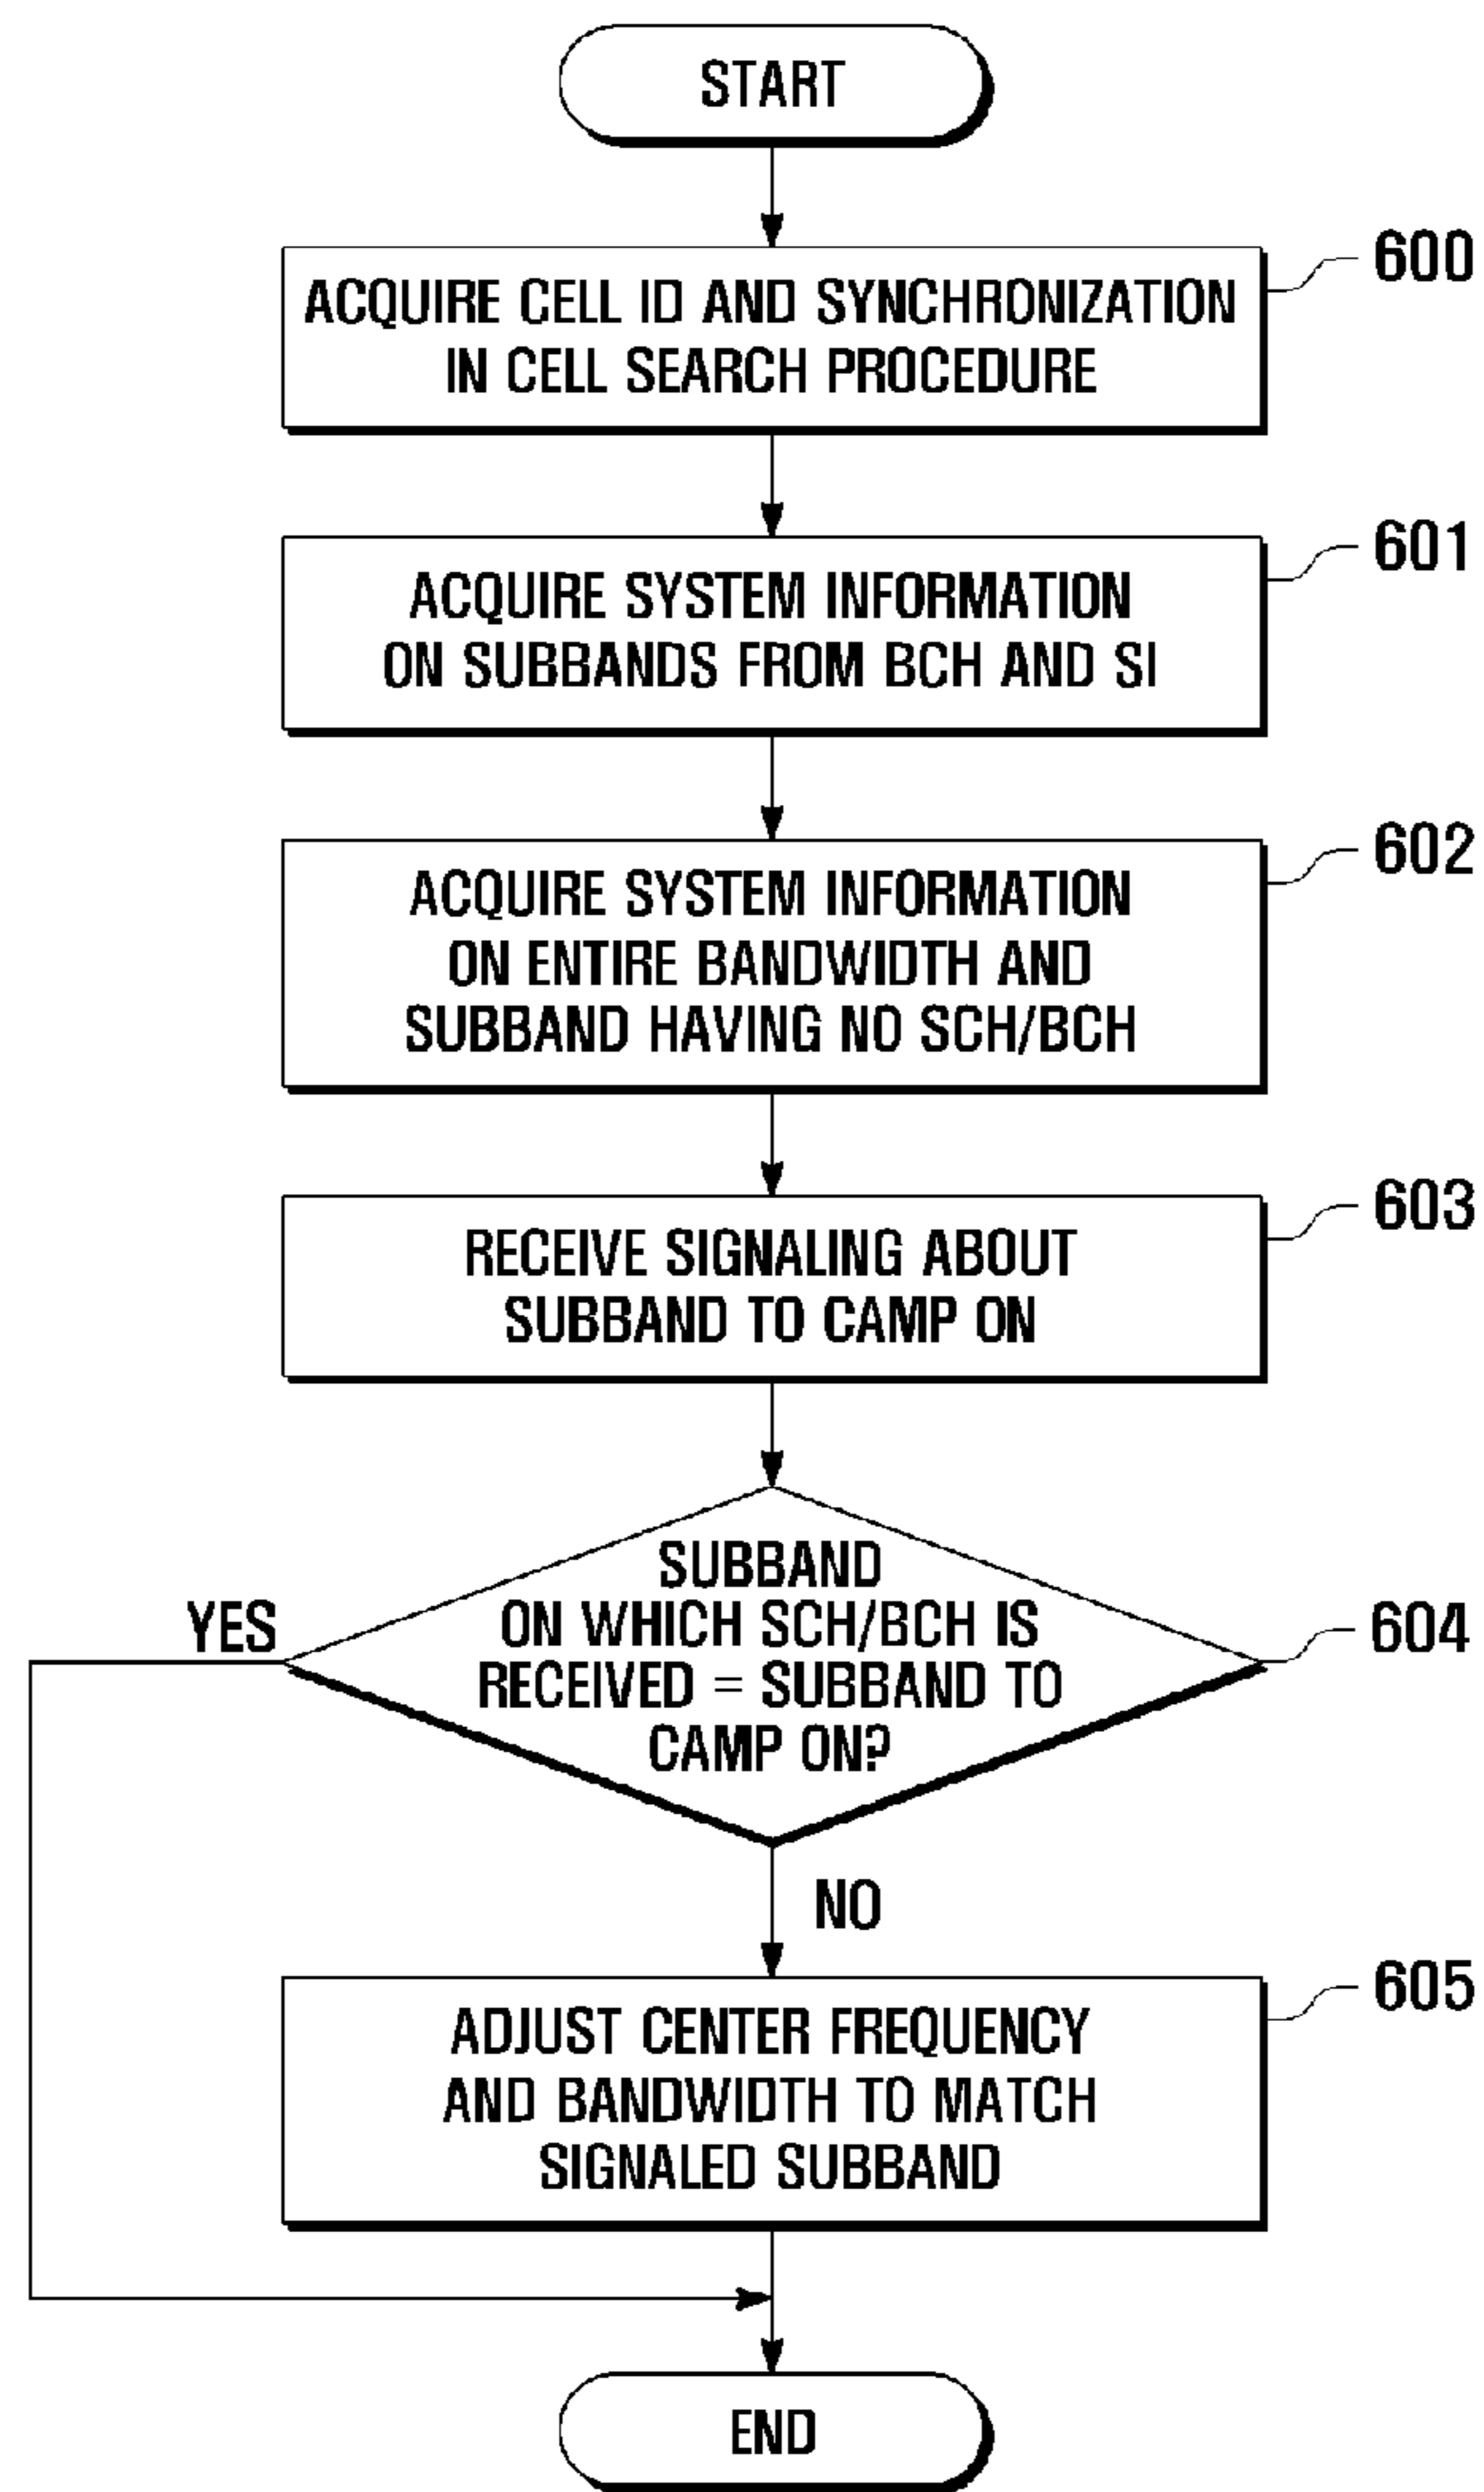 START
600
ACQUIRE CELL ID AND SYNCHRONIZATION
IN CELL SEARCH PROCEDURE
601
ACQUIRE SYSTEM INFORMATION
ON SUBBANDS FROM BCH AND SI
602
ACQUIRE SYSTEM INFORMATION
ON ENTIRE BANDWIDTH AND
SUBBAND HAVING NO SCH/BCH
603
RECEIVE SIGNALING ABOUT
SUBBAND TO CAMP ON
SUBBAND
ON WHICH SCH/BCH IS
RECEIVED = SUBBAND TO
CAMP ON?
YES
604
NO
605
ADJUST CENTER FREQUENCY
AND BANDWIDTH TO MATCH
SIGNALED SUBBAND
END